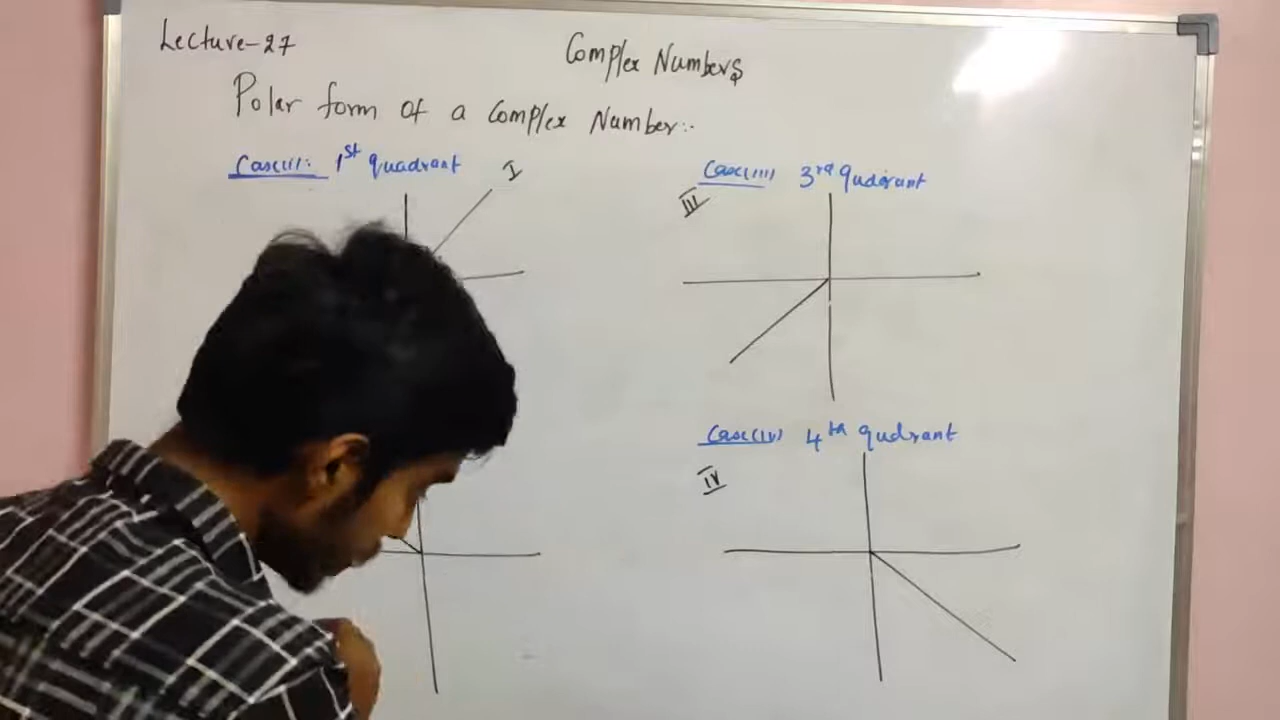 Lecture-27
Complex Numbers
Polar form of a Complex Number:-
Case(i): 1st quadrant
I
Case(iii) 3rd Qudrant
III
Case(iv) 4th qudrant
IV